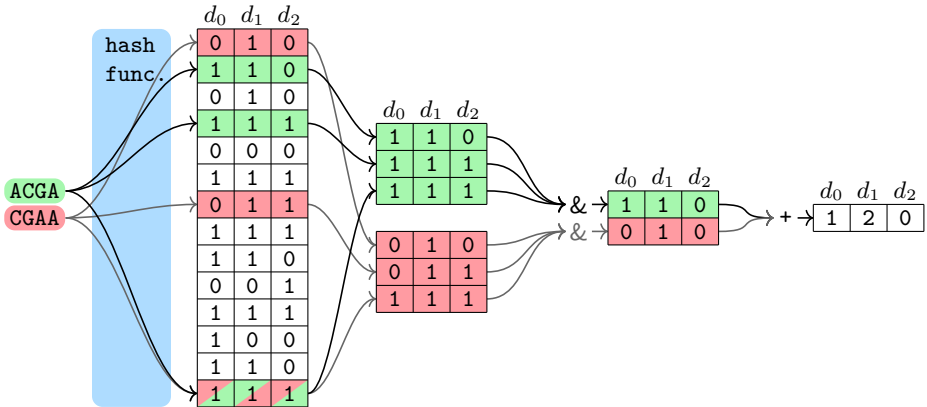 hash
func.
ACGA
CGAA
d0 d1 d2
0 1 0
1 1 0
0 1 0
1 1 1
0 0 0
1 1 1
0 1 1
1 1 1
1 1 0
0 0 1
1 1 1
1 0 0
1 1 0
1 1 1
d0 d1 d2
1 1 0
1 1 1
1 1 1
0 1 0
0 1 1
1 1 1
&
&
d0 d1 d2
1 1 0
0 1 0
+
d0 d1 d2
1 2 0